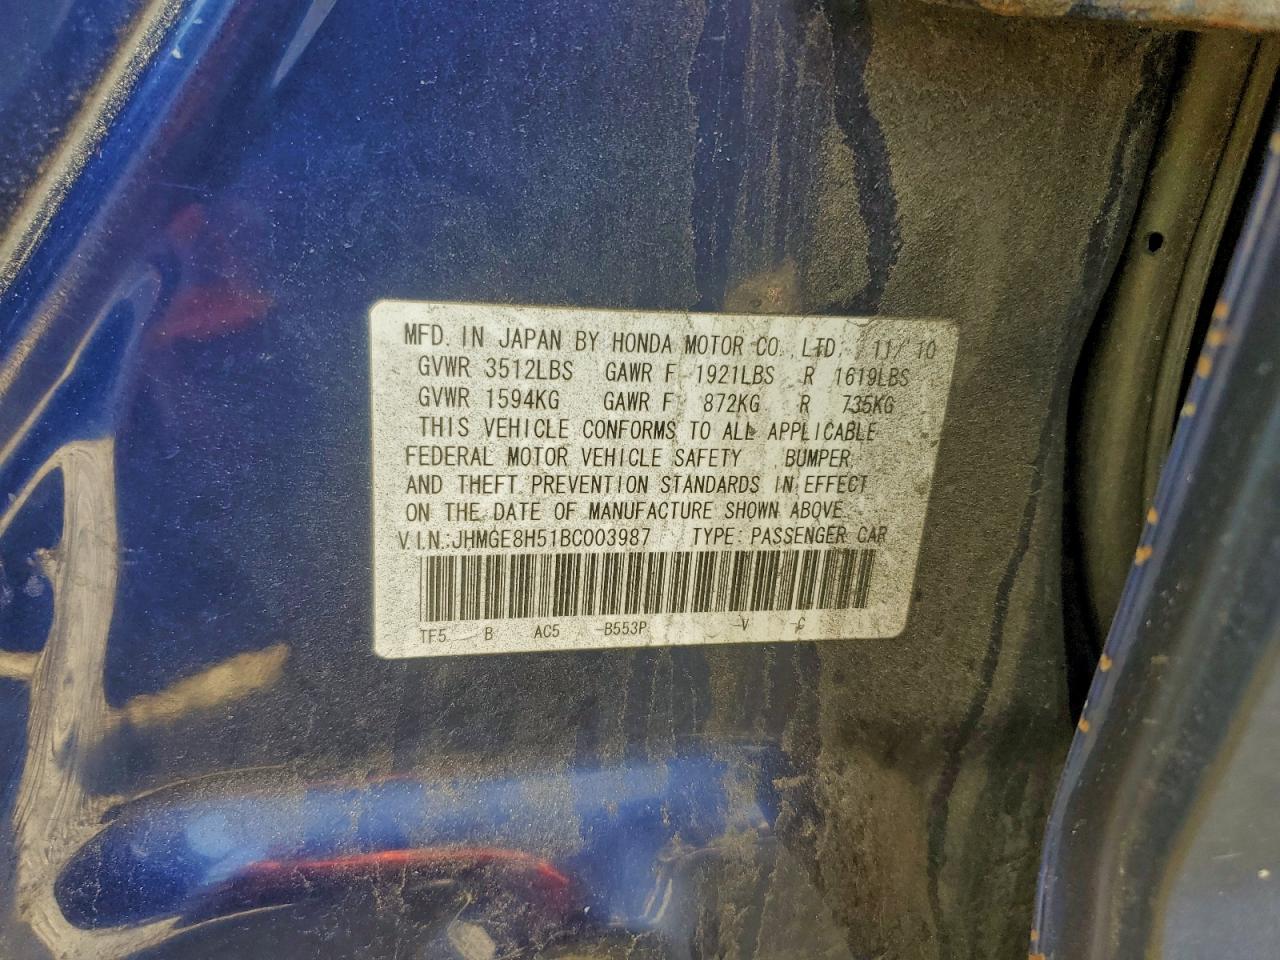 MFD. IN JAPAN BY HONDA MOTOR CO., LTD. 11/10
GVWR 3512LBS GAWR F 1921LBS R 1619LBS
GVWR 1594KG GAWR F 872KG R 735KG
THIS VEHICLE CONFORMS TO ALL APPLICABLE
FEDERAL MOTOR VEHICLE SAFETY, BUMPER,
AND THEFT PREVENTION STANDARDS IN EFFECT
ON THE DATE OF MANUFACTURE SHOWN ABOVE.
V.I.N.:JHMGE8H51BC003987 TYPE: PASSENGER CAR
TF5 B AC5 -B553P -V -C